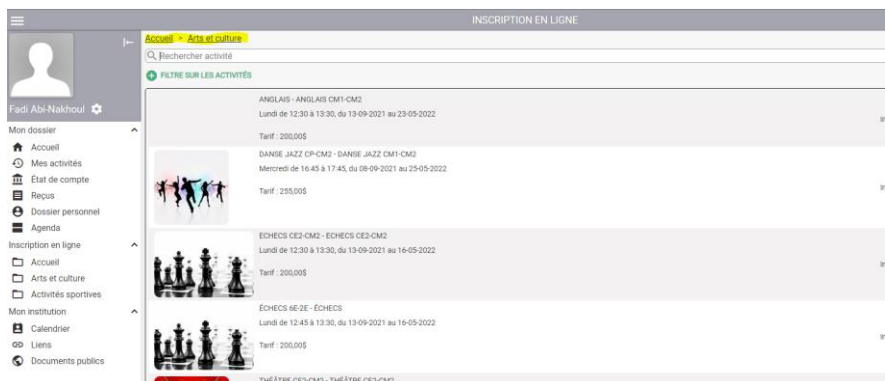 INSCRIPTION EN LIGNE
Fadi Abi-Nakhoul
Mon dossier
Accueil
Mes activités
État de compte
Reçus
Dossier personnel
Agenda
Inscription en ligne
Accueil
Arts et culture
Activités sportives
Mon institution
Calendrier
Liens
Documents publics
Accueil > Arts et culture
Rechercher activité
FILTRE SUR LES ACTIVITÉS
ANGLAIS - ANGLAIS CM1-CM2
Lundi de 12:30 à 13:30, du 13-09-2021 au 23-05-2022
Tarif : 200,00$
DANSE JAZZ CP-CM2 - DANSE JAZZ CM1-CM2
Mercredi de 16:45 à 17:45, du 08-09-2021 au 25-05-2022
Tarif : 255,00$
ECHECS CE2-CM2 - ECHECS CE2-CM2
Lundi de 12:30 à 13:30, du 13-09-2021 au 16-05-2022
Tarif : 200,00$
ÉCHECS 6E-2E - ÉCHECS
Lundi de 12:45 à 13:30, du 13-09-2021 au 16-05-2022
Tarif : 200,00$
THÉÂTRE CE2-CM2 - THÉÂTRE CE2-CM2